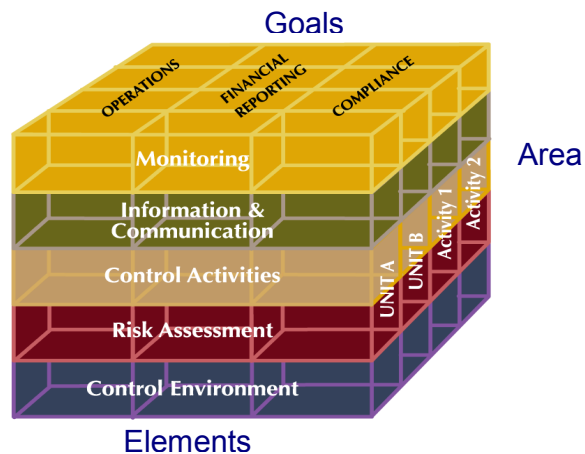 Goals
OPERATIONS
FINANCIAL
REPORTING
COMPLIANCE
Monitoring
Area
Information &
Communication
Control Activities
UNIT A
UNIT B
Activity 1
Activity 2
Risk Assessment
Control Environment
Elements